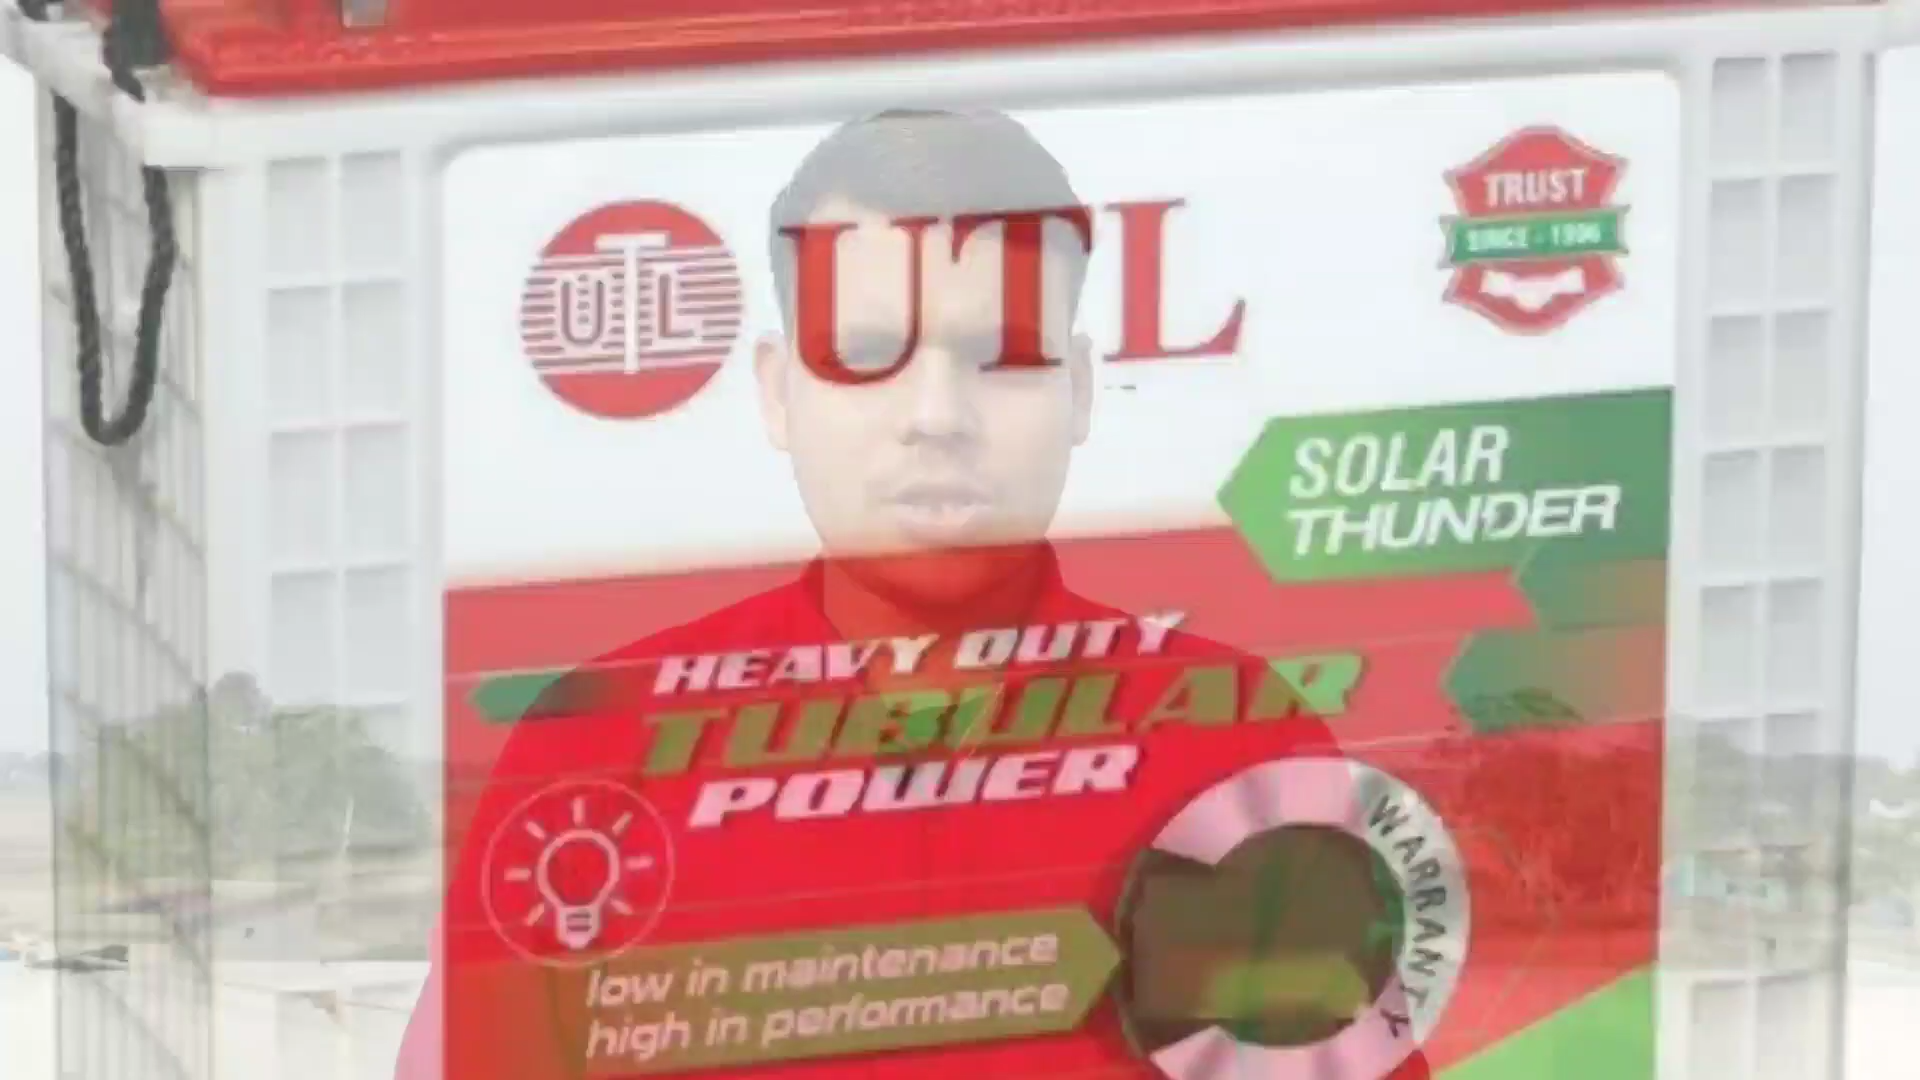 UTL
UTL
TRUST
SINCE - 1996
SOLAR
THUNDER
HEAVY DUTY
TUBULAR
POWER
WARRANTY
low in maintenance
high in performance